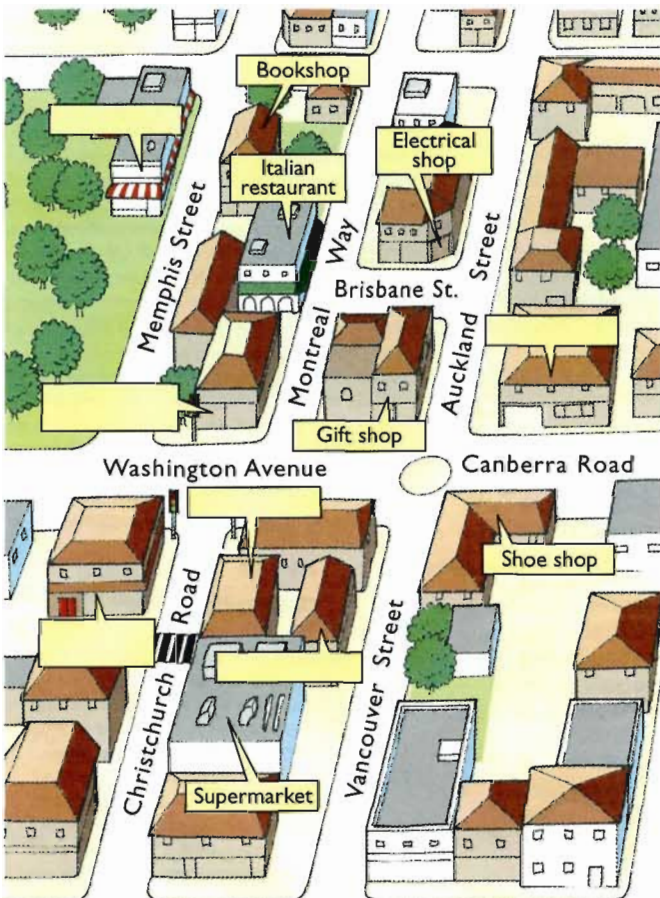 Bookshop
Electrical
shop
Italian
restaurant
Memphis Street
Montreal Way
Brisbane St.
Auckland Street
Gift shop
Washington Avenue
Canberra Road
Shoe shop
Christchurch Road
Vancouver Street
Supermarket